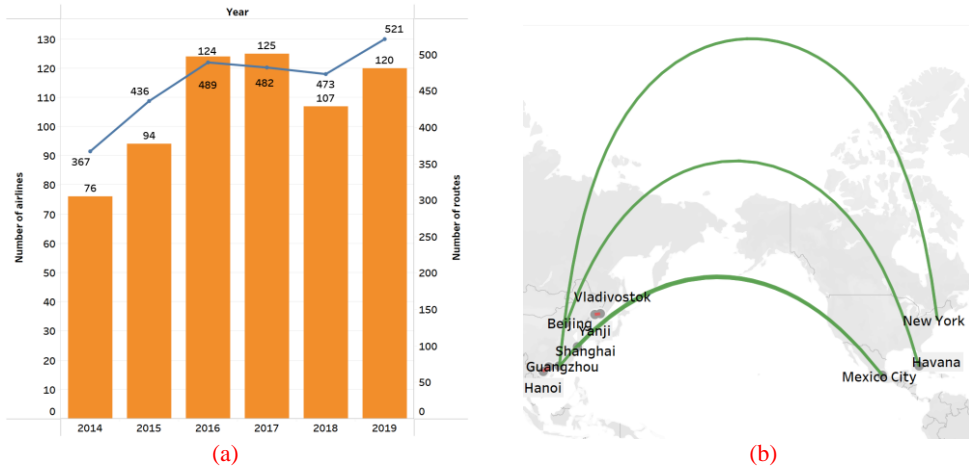 Year
Number of airlines
130
120
110
100
90
80
70
60
50
40
30
20
10
0
367
436
489
482
473
521
76
94
124
125
107
120
500
450
400
350
300
250
200
150
100
50
0
Number of routes
2014 2015 2016 2017 2018 2019
(a)
Vladivostok
Beijing
Yanji
Shanghai
Guangzhou
Hanoi
New York
Havana
Mexico City
(b)